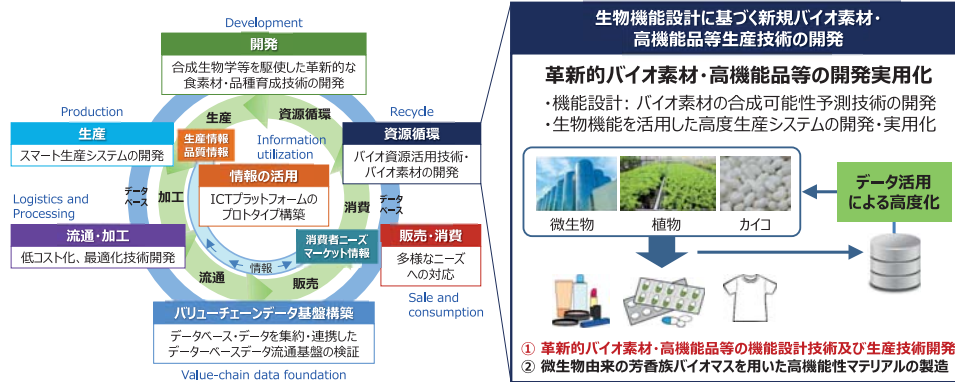 Development
開発
合成生物学等を駆使した革新的な
食素材・品種育成技術の開発
Production
生産
スマート生産システムの開発
生産情報
品質情報
生産
資源循環
Information
utilization
Recycle
資源循環
バイオ資源活用技術・
バイオ素材の開発
情報の活用
ICTプラットフォームの
プロトタイプ構築
データ
ベース
加工
消費
データ
ベース
Logistics and
Processing
流通・加工
低コスト化、最適化技術開発
消費者ニーズ
マーケット情報
販売・消費
多様なニーズ
への対応
情報
流通
販売
Sale and
consumption
バリューチェーンデータ基盤構築
データベース・データを集約・連携した
データーベースデータ流通基盤の検証
Value-chain data foundation
生物機能設計に基づく新規バイオ素材・
高機能品等生産技術の開発
革新的バイオ素材・高機能品等の開発実用化
・機能設計: バイオ素材の合成可能性予測技術の開発
・生物機能を活用した高度生産システムの開発・実用化
微生物
植物
カイコ
データ活用
による高度化
① 革新的バイオ素材・高機能品等の機能設計技術及び生産技術開発
② 微生物由来の芳香族バイオマスを用いた高機能性マテリアルの製造